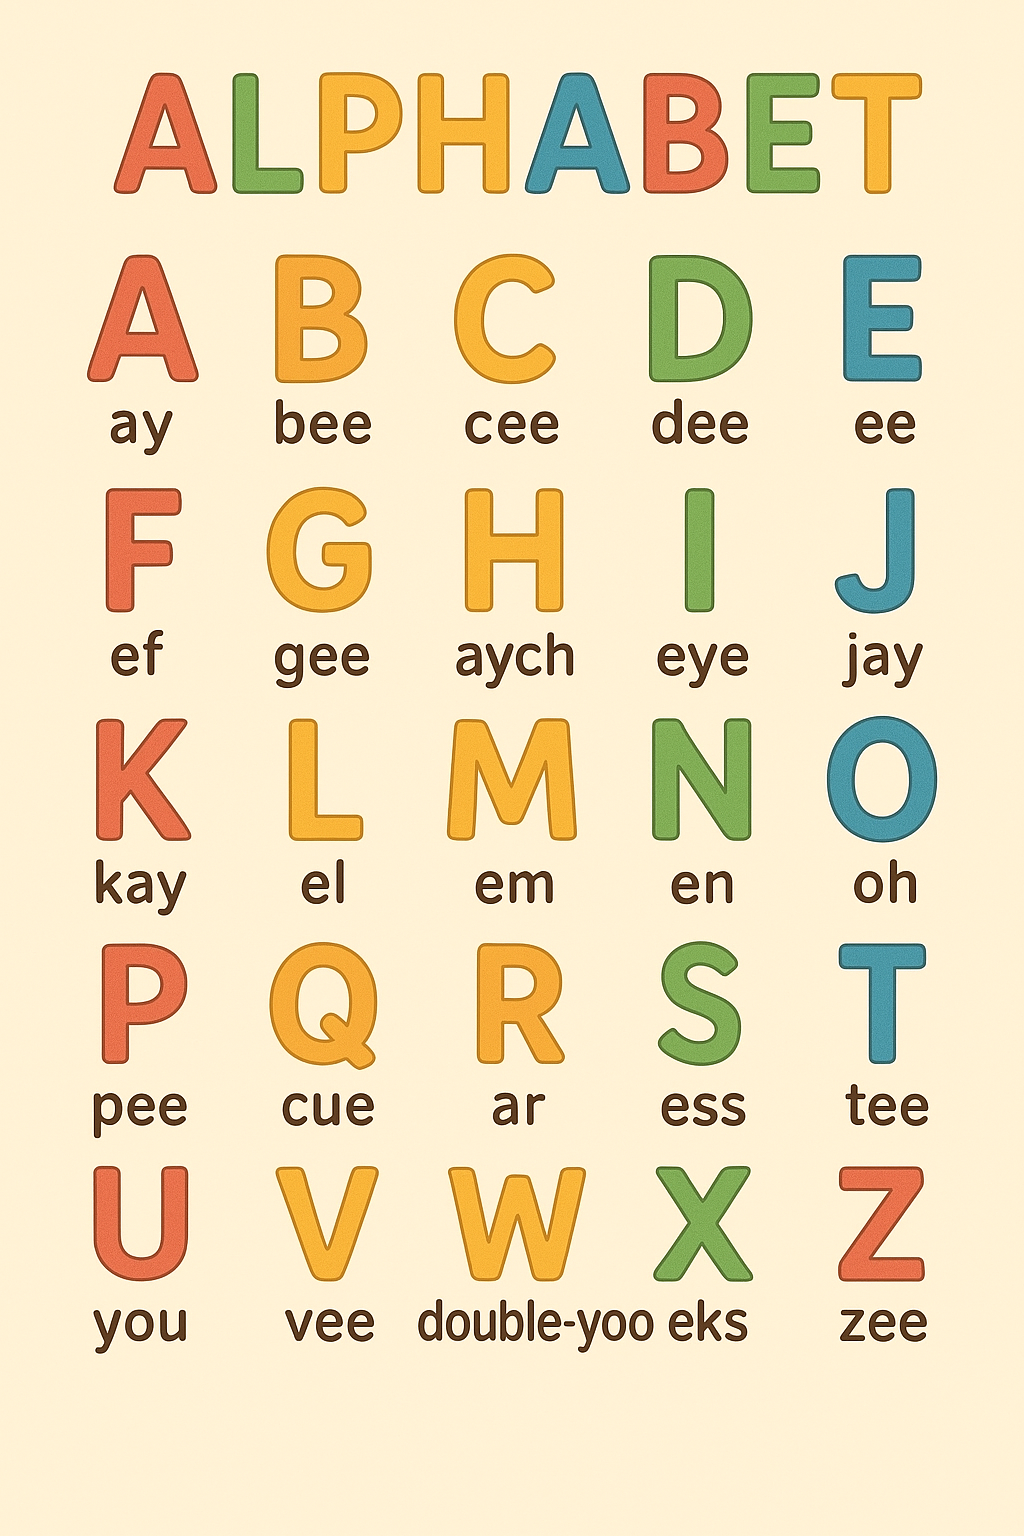 ALPHABET
A B C D E
ay bee cee dee ee
F G H I J
ef gee aych eye jay
K L M N O
kay el em en oh
P Q R S T
pee cue ar ess tee
U V W X Z
you vee double-yoo eks zee